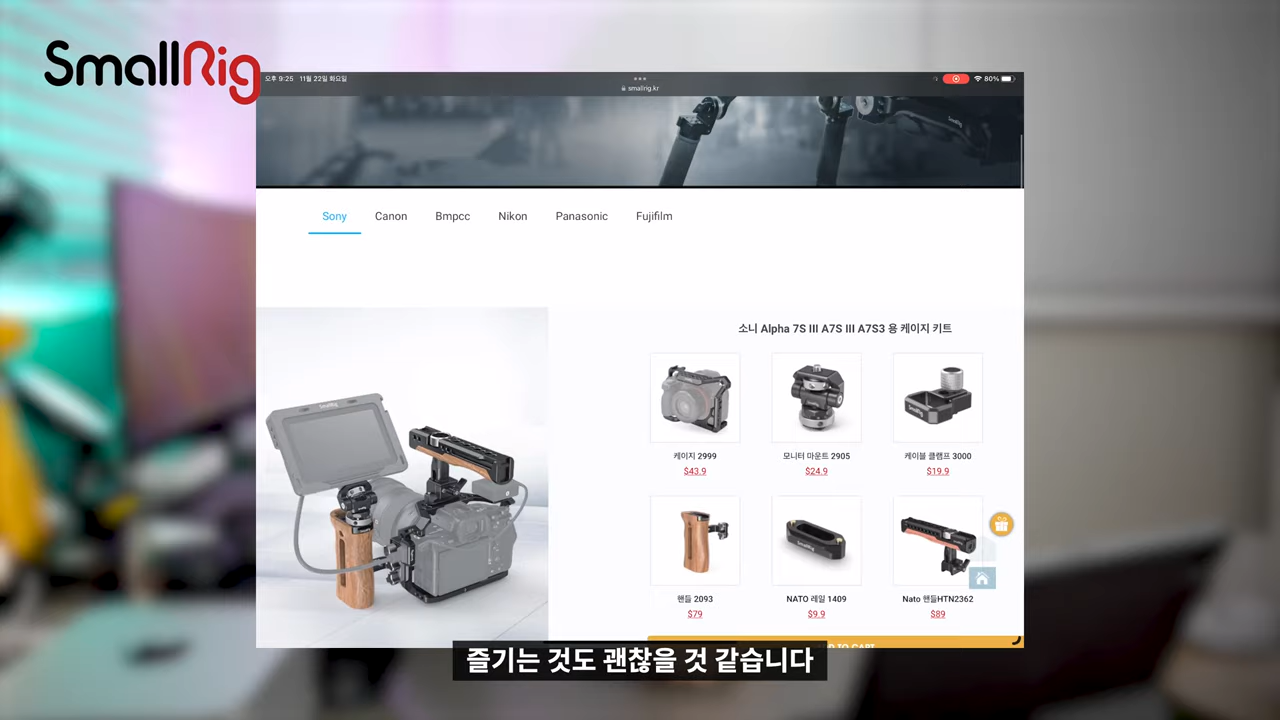 SmallRig
오후 9:25 11월 22일 화요일
80%
smallrig.kr
Sony Canon Bmpcc Nikon Panasonic Fujifilm
소니 Alpha 7S III A7S III A7S3 용 케이지 키트
케이지 2999
$43.9
모니터 마운트 2905
$24.9
케이블 클램프 3000
$19.9
핸들 2093
$79
NATO 레일 1409
$9.9
Nato 핸들HTN2362
$89
SmallRig
SmallRig
TO CART
즐기는 것도 괜찮을 것 같습니다